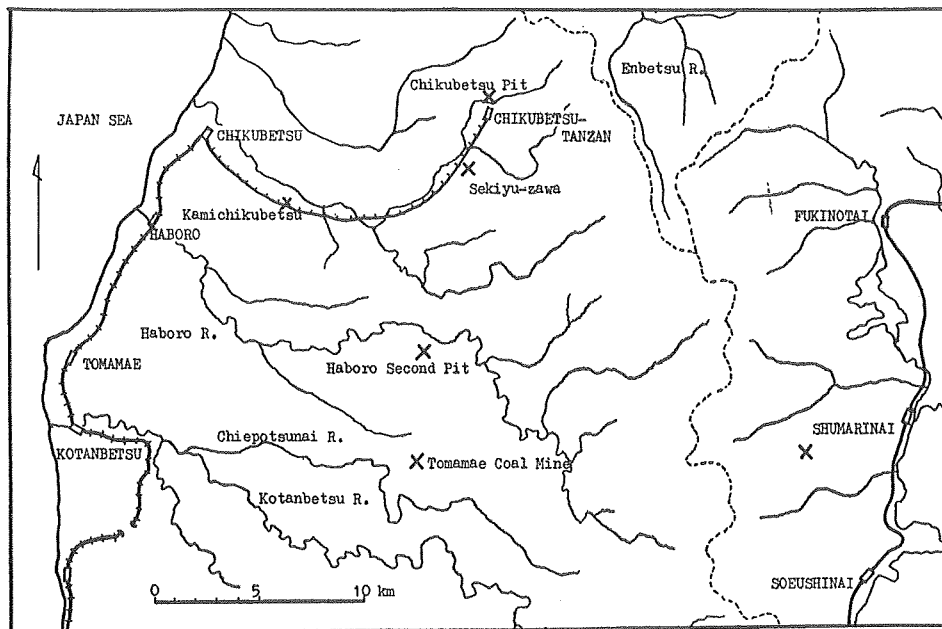 Enbetsu R.
Chikubetsu Pit
JAPAN SEA
CHIKUBETSU
CHIKUBETSU-
TANZAN
Sekiyu-zawa
Kamichikubetsu
FUKINOTAI
HABORO
Haboro R.
TOMAMAE
Haboro Second Pit
SHUMARINAI
Chiepotsunai R.
KOTANBETSU
Tomamae Coal Mine
Kotanbetsu R.
SOEUSHINAI
0 5 10 km